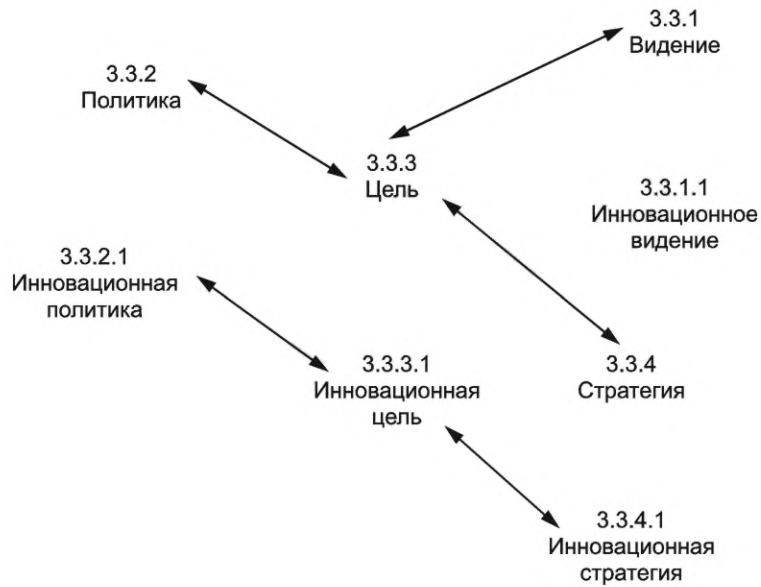 3.3.1
Видение
3.3.2
Политика
3.3.3
Цель
3.3.1.1
Инновационное
видение
3.3.2.1
Инновационная
политика
3.3.3.1
Инновационная
цель
3.3.4
Стратегия
3.3.4.1
Инновационная
стратегия